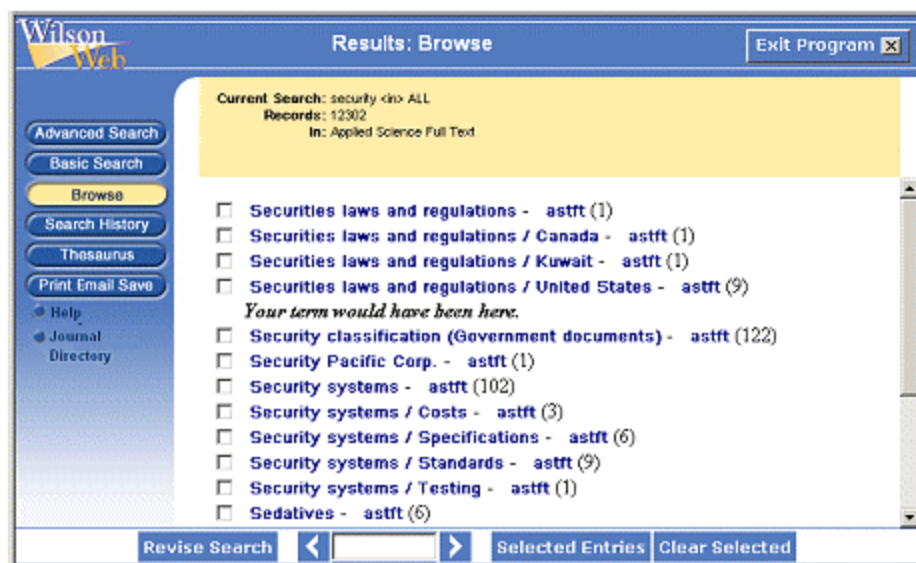 Wilson
Web
Results: Browse
Exit Program
Current Search: security <in> ALL
Records: 12302
In: Applied Science Full Text
Advanced Search
Basic Search
Browse
Search History
Thesaurus
Print Email Save
Help
Journal
Directory
Securities laws and regulations - astft (1)
Securities laws and regulations / Canada - astft (1)
Securities laws and regulations / Kuwait - astft (1)
Securities laws and regulations / United States - astft (9)
Your term would have been here.
Security classification (Government documents) - astft (122)
Security Pacific Corp. - astft (1)
Security systems - astft (102)
Security systems / Costs - astft (3)
Security systems / Specifications - astft (6)
Security systems / Standards - astft (9)
Security systems / Testing - astft (1)
Sedatives - astft (6)
Revise Search
Selected Entries
Clear Selected